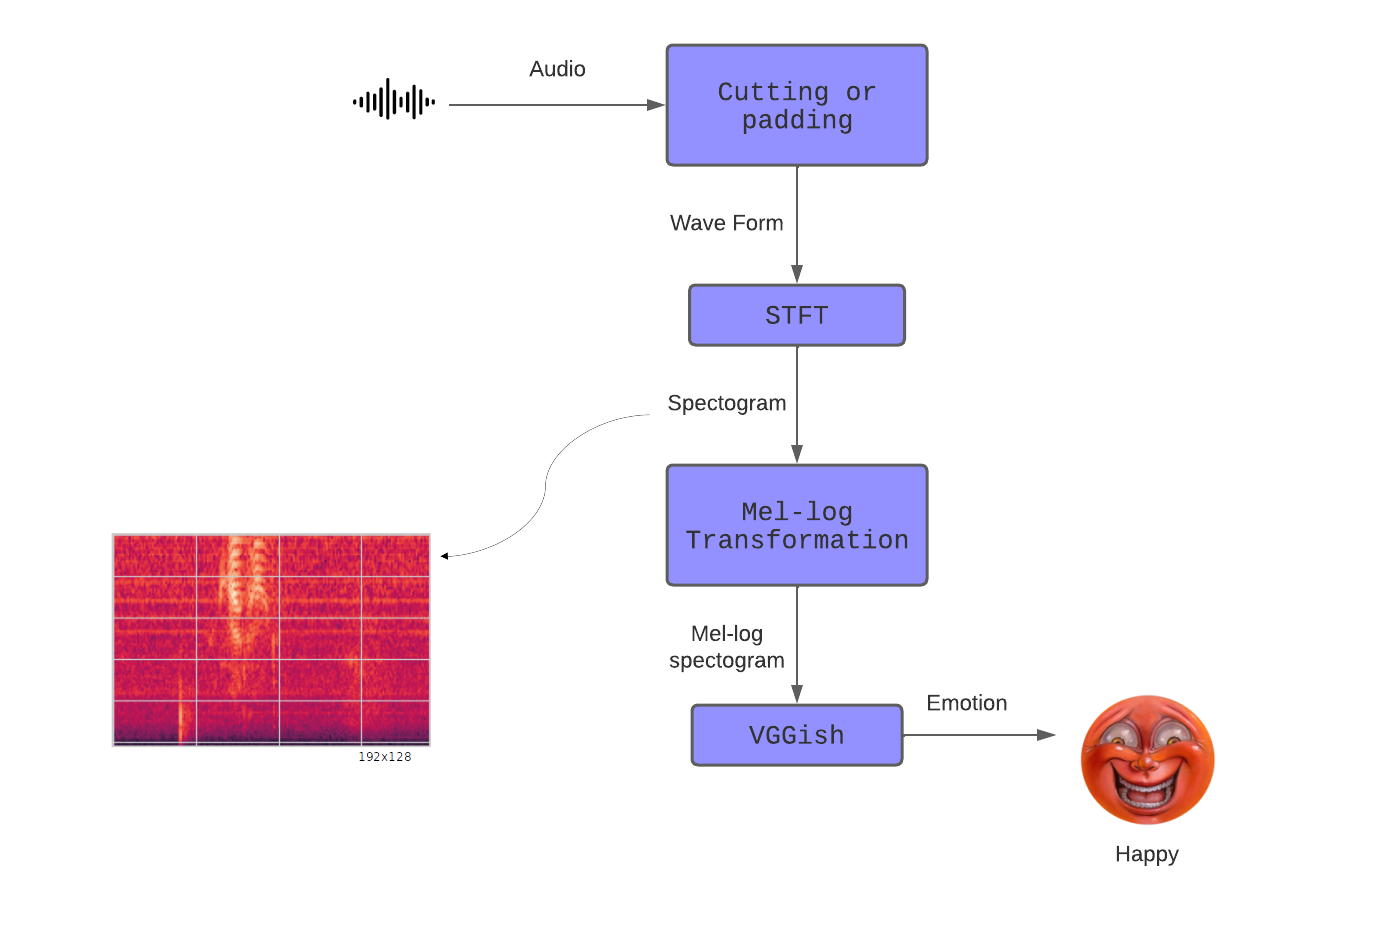 Audio
Cutting or
padding
Wave Form
STFT
Spectogram
Mel-log
Transformation
192x128
Mel-log
spectogram
VGGish
Emotion
Happy